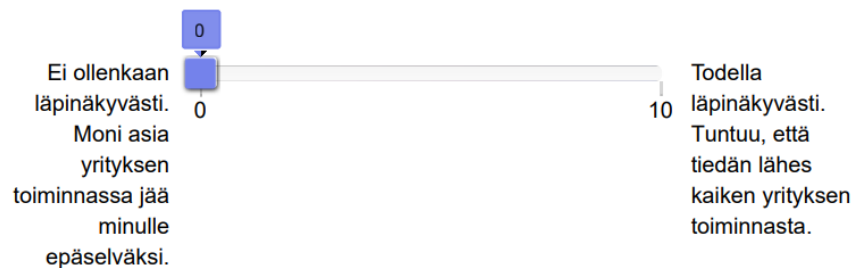 0
Ei ollenkaan
läpinäkyvästi.
Moni asia
yrityksen
toiminnassa jää
minulle
epäselväksi.
0
10
Todella
läpinäkyvästi.
Tuntuu, että
tiedän lähes
kaiken yrityksen
toiminnasta.